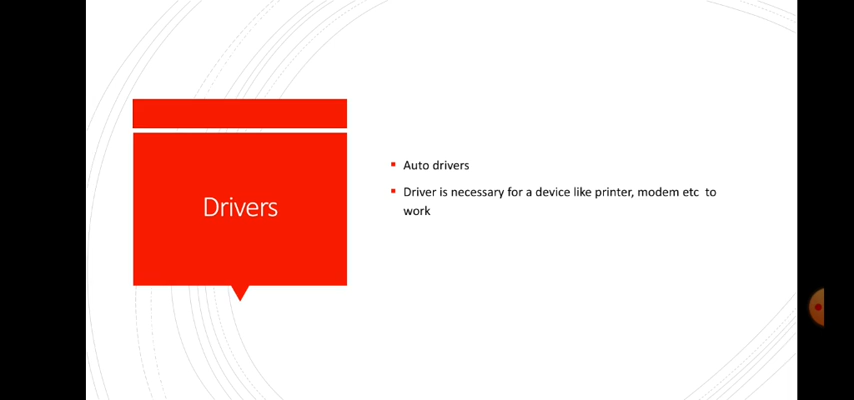 Drivers
Auto drivers
Driver is necessary for a device like printer, modem etc  to
work